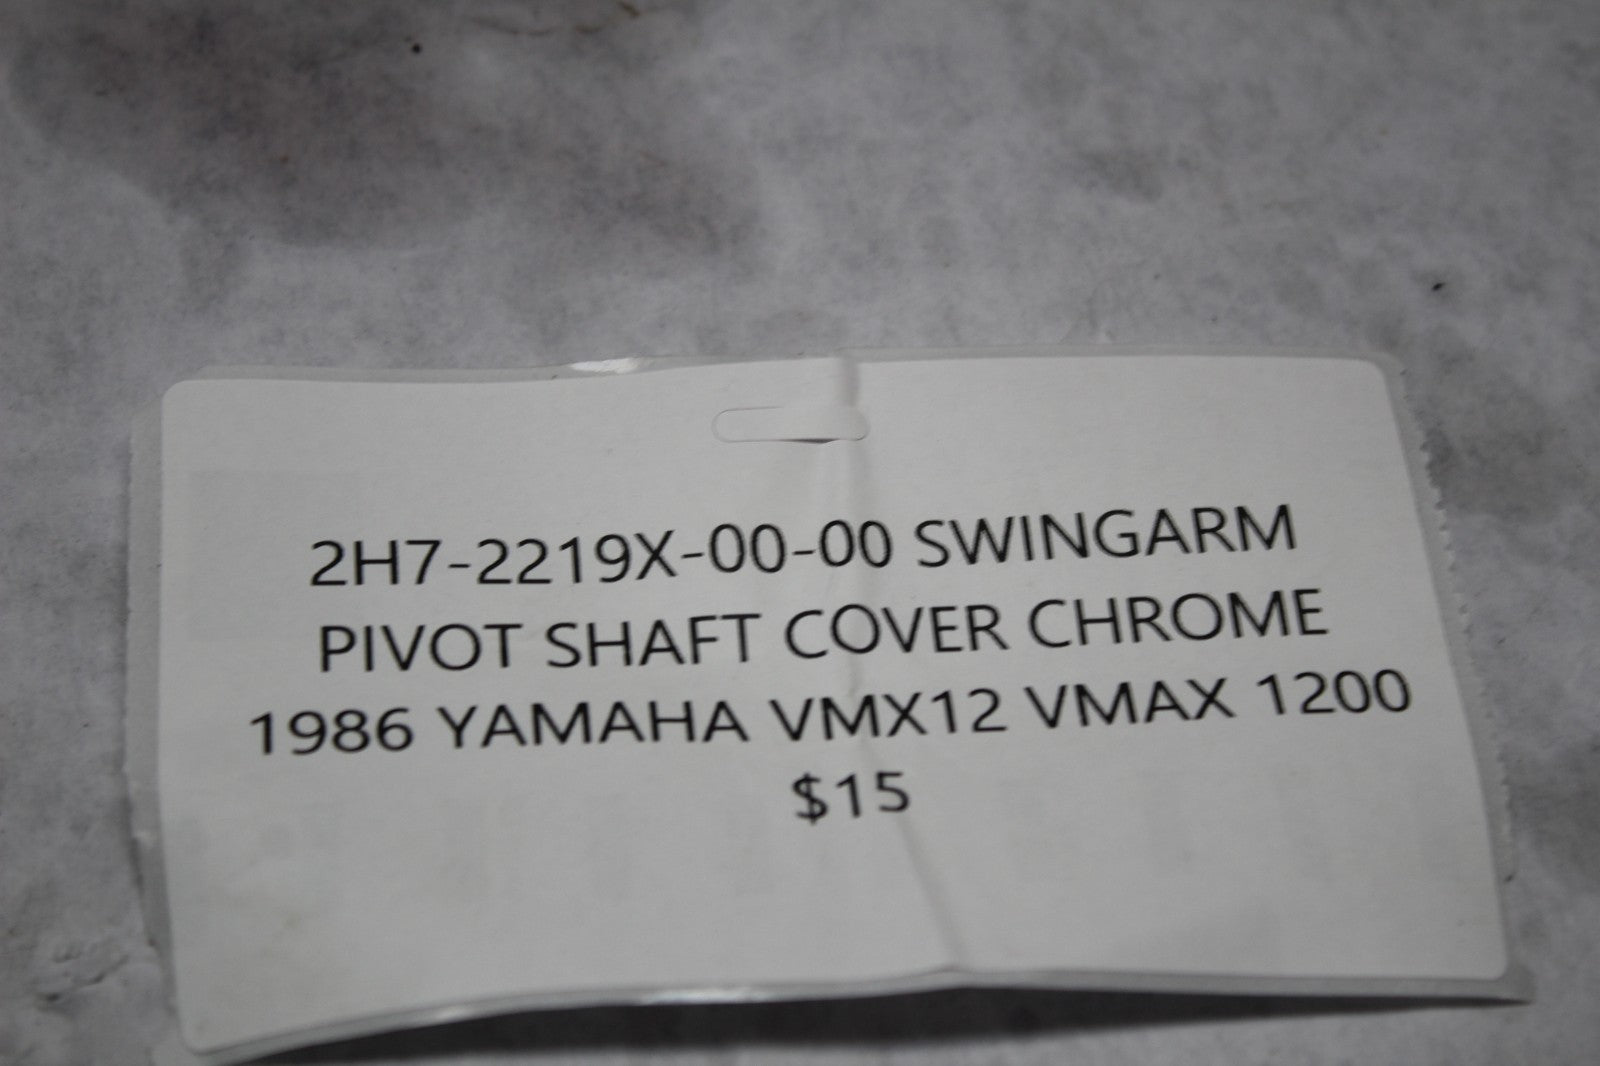 2H7-2219X-00-00 SWINGARM
PIVOT SHAFT COVER CHROME
1986 YAMAHA VMX12 VMAX 1200
$15